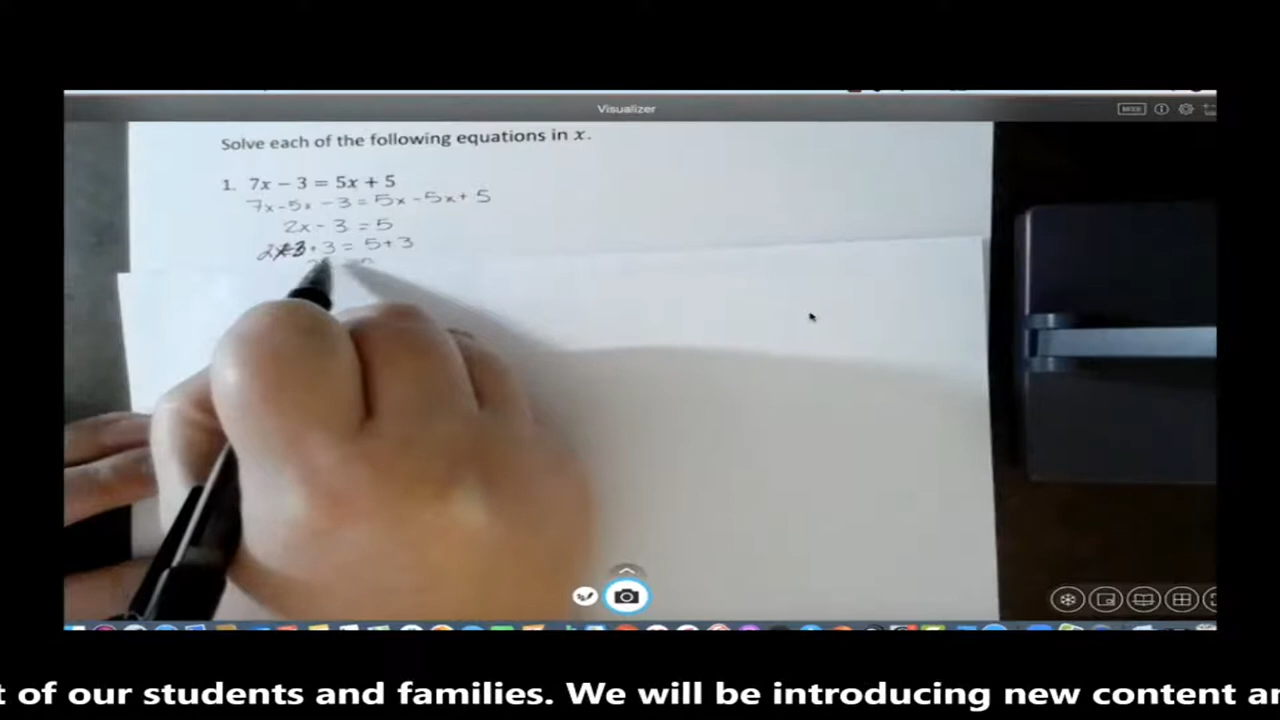 Visualizer
MODE
Solve each of the following equations in x.
1. 7x − 3 = 5x + 5
7x-5x -3 = 5x -5x+ 5
2x - 3 = 5
+ 3 = 5+3
t of our students and families. We will be introducing new content a